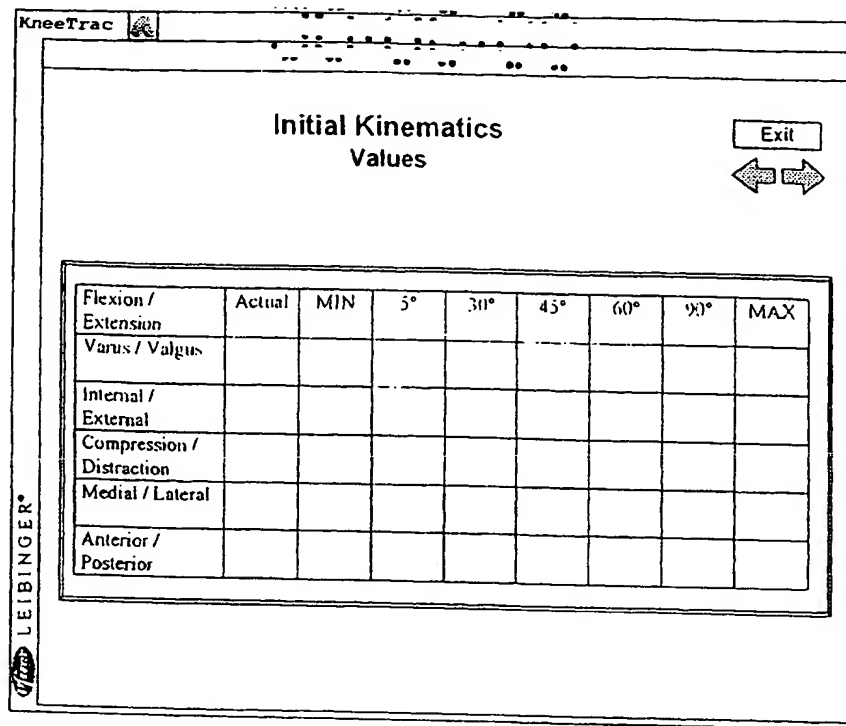 KneeTrac
Initial Kinematics
Values
Exit
Flexion / Extension Actual MIN 5° 30° 45° 60° 90° MAX
Varus / Valgus
Internal / External
Compression / Distraction
Medial / Lateral
Anterior / Posterior
LEIBINGER®